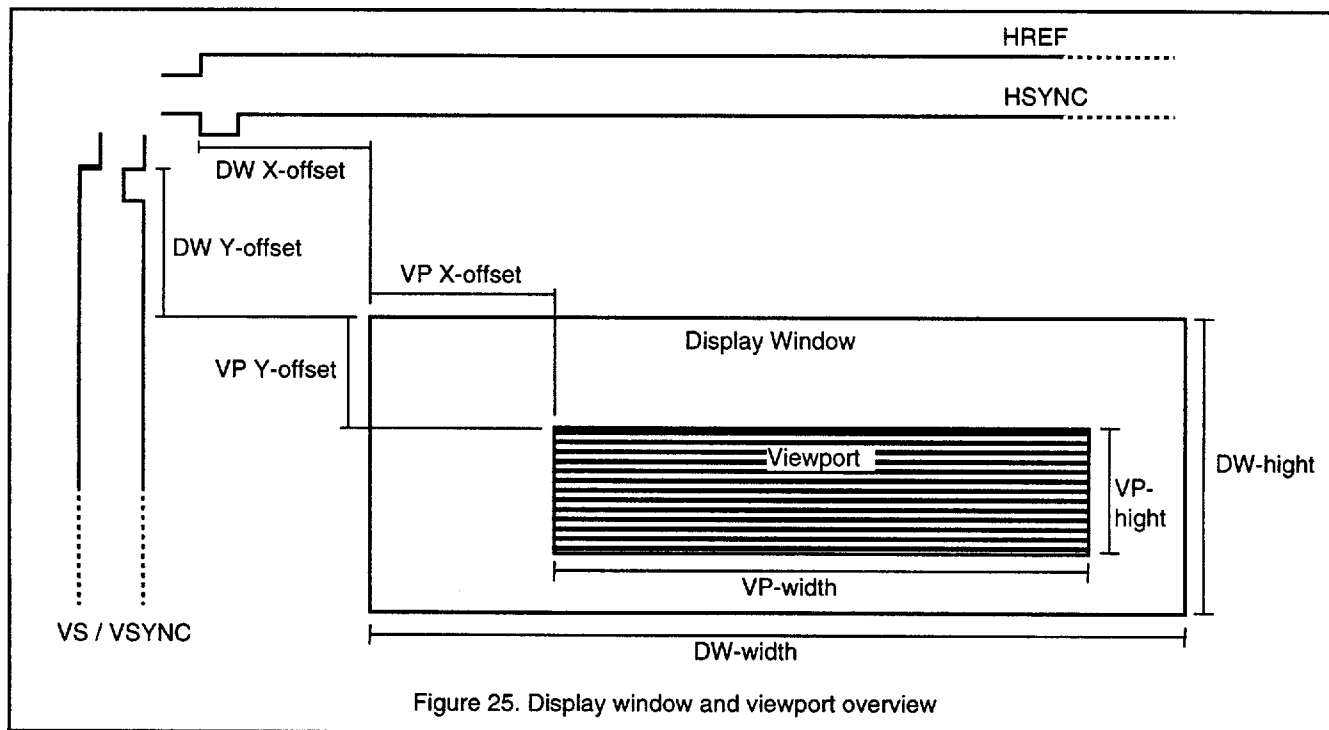 HREF
HSYNC
DW X-offset
DW Y-offset
VP X-offset
Display Window
VP Y-offset
Viewport
DW-hight
VP-
hight
VP-width
VS / VSYNC
DW-width
Figure 25. Display window and viewport overview